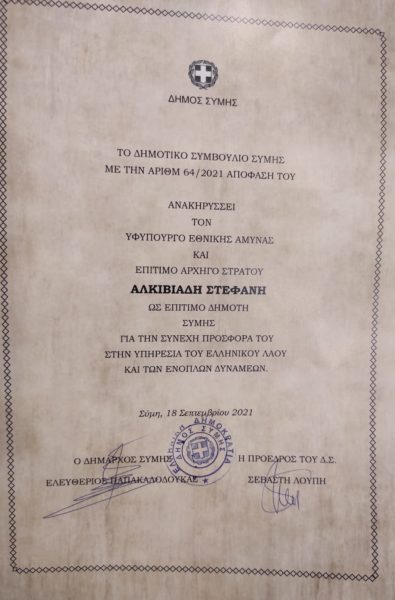 ΔΗΜΟΣ ΣΥΜΗΣ
ΤΟ ΔΗΜΟΤΙΚΟ ΣΥΜΒΟΥΛΙΟ ΣΥΜΗΣ
ΜΕ ΤΗΝ ΑΡΙΘΜ 64/2021 ΑΠΟΦΑΣΗ ΤΟΥ
ΑΝΑΚΗΡΥΣΣΕΙ
ΤΟΝ
ΥΦΥΠΟΥΡΓΟ ΕΘΝΙΚΗΣ ΑΜΥΝΑΣ
ΚΑΙ
ΕΠΙΤΙΜΟ ΑΡΧΗΓΟ ΣΤΡΑΤΟΥ
ΑΛΚΙΒΙΑΔΗ ΣΤΕΦΑΝΗ
ΩΣ ΕΠΙΤΙΜΟ ΔΗΜΟΤΗ
ΣΥΜΗΣ
ΓΙΑ ΤΗΝ ΣΥΝΕΧΗ ΠΡΟΣΦΟΡΑ ΤΟΥ
ΣΤΗΝ ΥΠΗΡΕΣΙΑ ΤΟΥ ΕΛΛΗΝΙΚΟΥ ΛΑΟΥ
ΚΑΙ ΤΩΝ ΕΝΟΠΛΩΝ ΔΥΝΑΜΕΩΝ.
Σύμη, 18 Σεπτεμβρίου 2021
ΕΛΛΗΝΙΚΗ ΔΗΜΟΚΡΑΤΙΑ
ΔΗΜΟΣ ΣΥΜΗΣ
Ο ΔΗΜΑΡΧΟΣ ΣΥΜΗΣ Η ΠΡΟΕΔΡΟΣ ΤΟΥ Δ.Σ.
ΕΛΕΥΘΕΡΙΟΣ ΠΑΠΑΚΑΛΟΔΟΥΚΑΣ ΣΕΒΑΣΤΗ ΛΟΥΠΗ